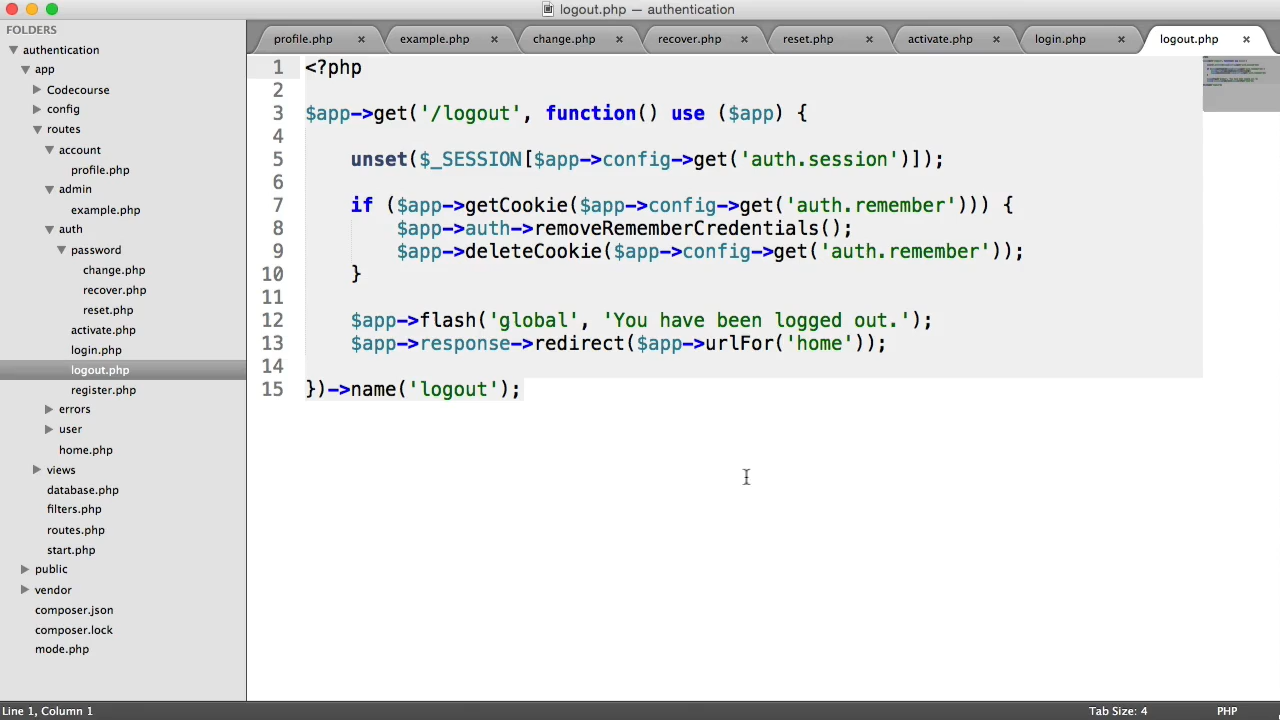 logout.php — authentication
FOLDERS
authentication
app
Codecourse
config
routes
account
profile.php
admin
example.php
auth
password
change.php
recover.php
reset.php
activate.php
login.php
logout.php
register.php
errors
user
home.php
views
database.php
filters.php
routes.php
start.php
public
vendor
composer.json
composer.lock
mode.php
profile.php × example.php × change.php × recover.php × reset.php × activate.php × login.php × logout.php ×
1 <?php
2
3 $app->get('/logout', function() use ($app) {
4
5     unset($_SESSION[$app->config->get('auth.session')]);
6
7     if ($app->getCookie($app->config->get('auth.remember'))) {
8         $app->auth->removeRememberCredentials();
9         $app->deleteCookie($app->config->get('auth.remember'));
10     }
11
12     $app->flash('global', 'You have been logged out.');
13     $app->response->redirect($app->urlFor('home'));
14
15 })->name('logout');
Line 1, Column 1 Tab Size: 4 PHP